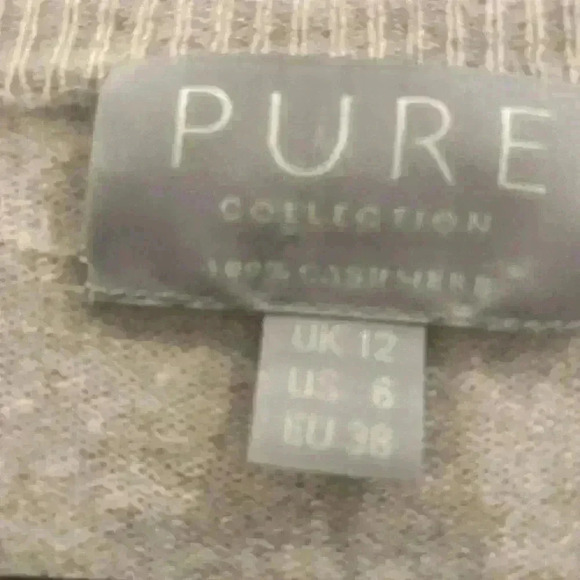 PURE
COLLECTION
100% CASHMERE
UK 12
US 6
EU 38